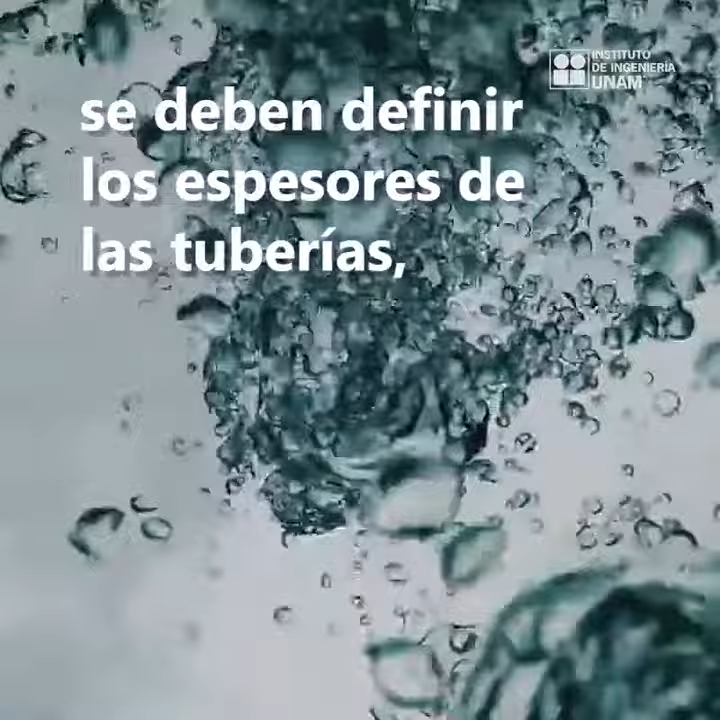 INSTITUTO
DE INGENIERÍA
UNAM
se deben definir
los espesores de
las tuberías,